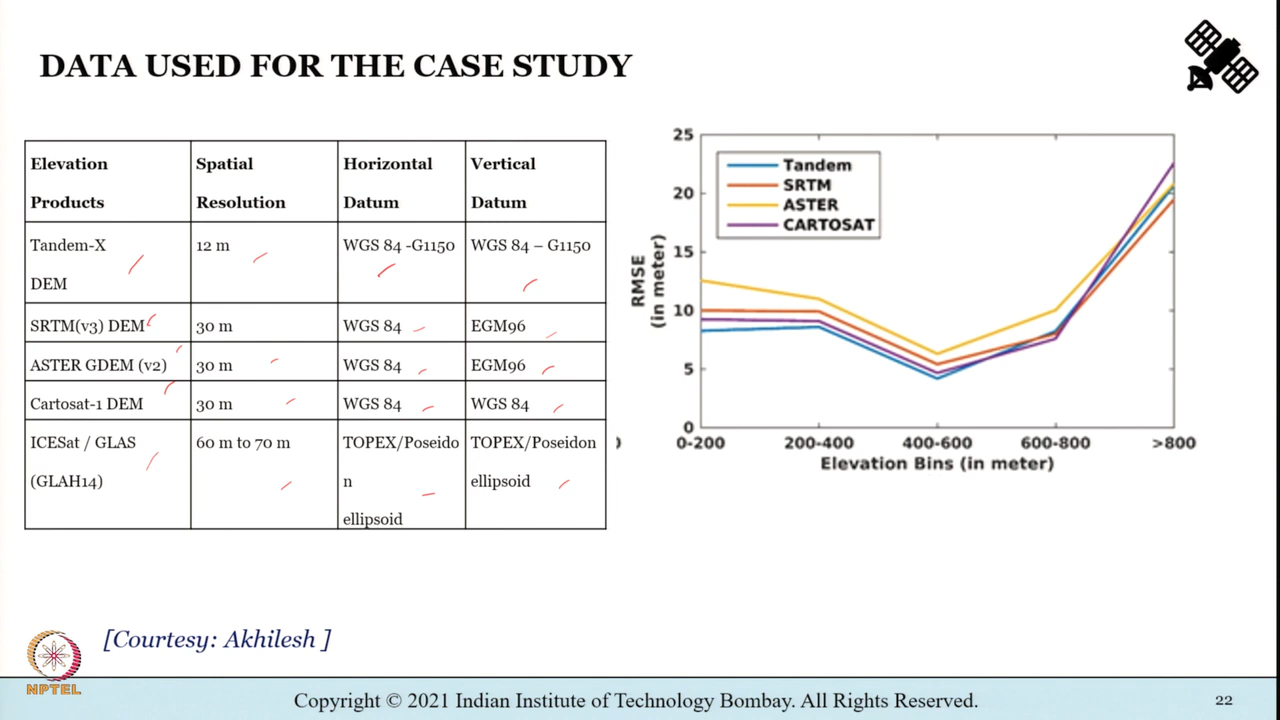 DATA USED FOR THE CASE STUDY
Elevation
Products
Spatial
Resolution
Horizontal
Datum
Vertical
Datum
Tandem-X
DEM
12 m
WGS 84 -G1150
WGS 84 – G1150
SRTM(v3) DEM
30 m
WGS 84
EGM96
ASTER GDEM (v2)
30 m
WGS 84
EGM96
Cartosat-1 DEM
30 m
WGS 84
WGS 84
ICESat / GLAS
(GLAH14)
60 m to 70 m
TOPEX/Poseido
n
ellipsoid
TOPEX/Poseidon
ellipsoid
25
20
15
10
5
0
RMSE
(in meter)
Tandem
SRTM
ASTER
CARTOSAT
0-200
200-400
400-600
600-800
>800
Elevation Bins (in meter)
[Courtesy: Akhilesh ]
NPTEL
Copyright © 2021 Indian Institute of Technology Bombay. All Rights Reserved.
22